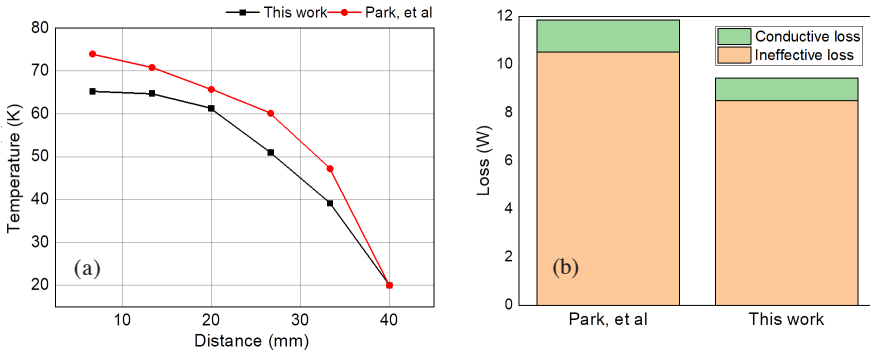 This work Park, et al
80
70
60
50
40
30
20
Temperature (K)
(a)
10 20 30 40
Distance (mm)
12
10
8
6
4
2
0
Loss (W)
Conductive loss
Ineffective loss
(b)
Park, et al This work